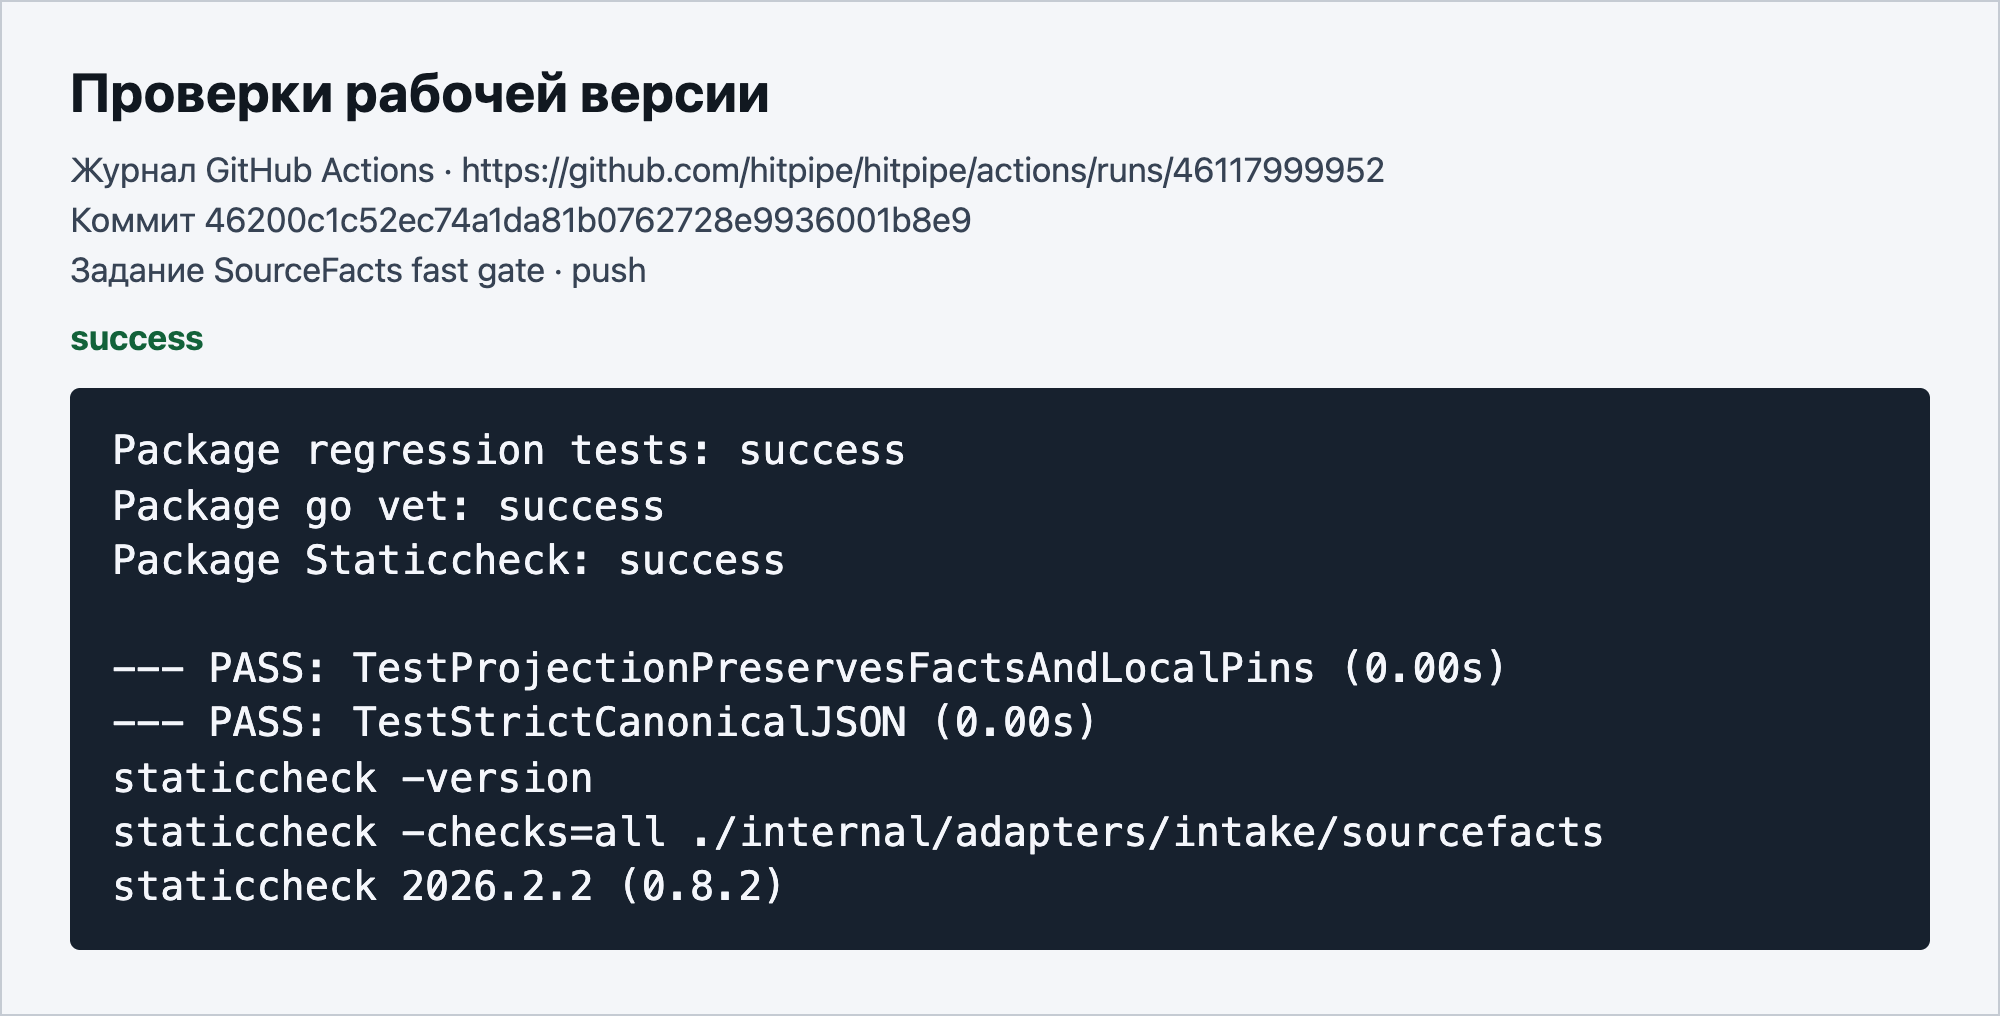 Проверки рабочей версии
Журнал GitHub Actions · https://github.com/hitpipe/hitpipe/actions/runs/46117999952
Коммит 46200c1c52ec74a1da81b0762728e9936001b8e9
Задание SourceFacts fast gate · push
success
Package regression tests: success
Package go vet: success
Package Staticcheck: success
--- PASS: TestProjectionPreservesFactsAndLocalPins (0.00s)
--- PASS: TestStrictCanonicalJSON (0.00s)
staticcheck -version
staticcheck -checks=all ./internal/adapters/intake/sourcefacts
staticcheck 2026.2.2 (0.8.2)